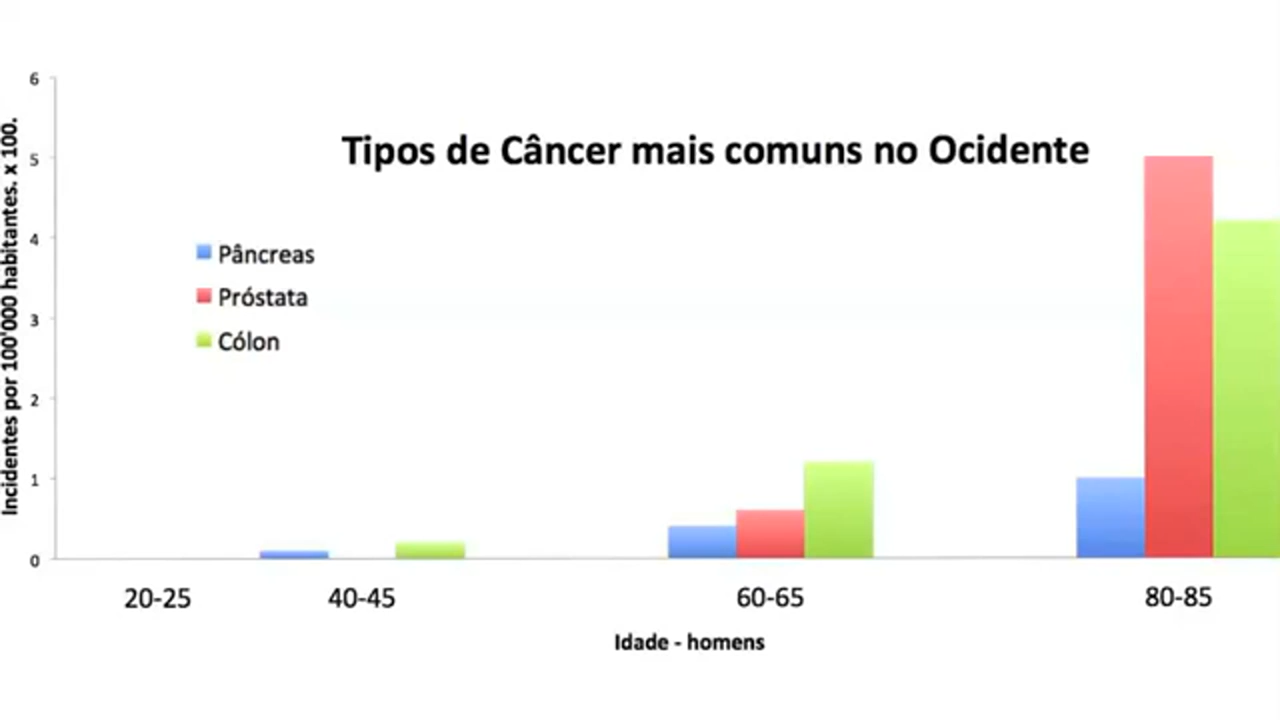 Tipos de Câncer mais comuns no Ocidente
Incidentes por 100'000 habitantes. x 100.
6
5
4
3
2
1
0
Pâncreas
Próstata
Cólon
20-25 40-45 60-65 80-85
Idade - homens